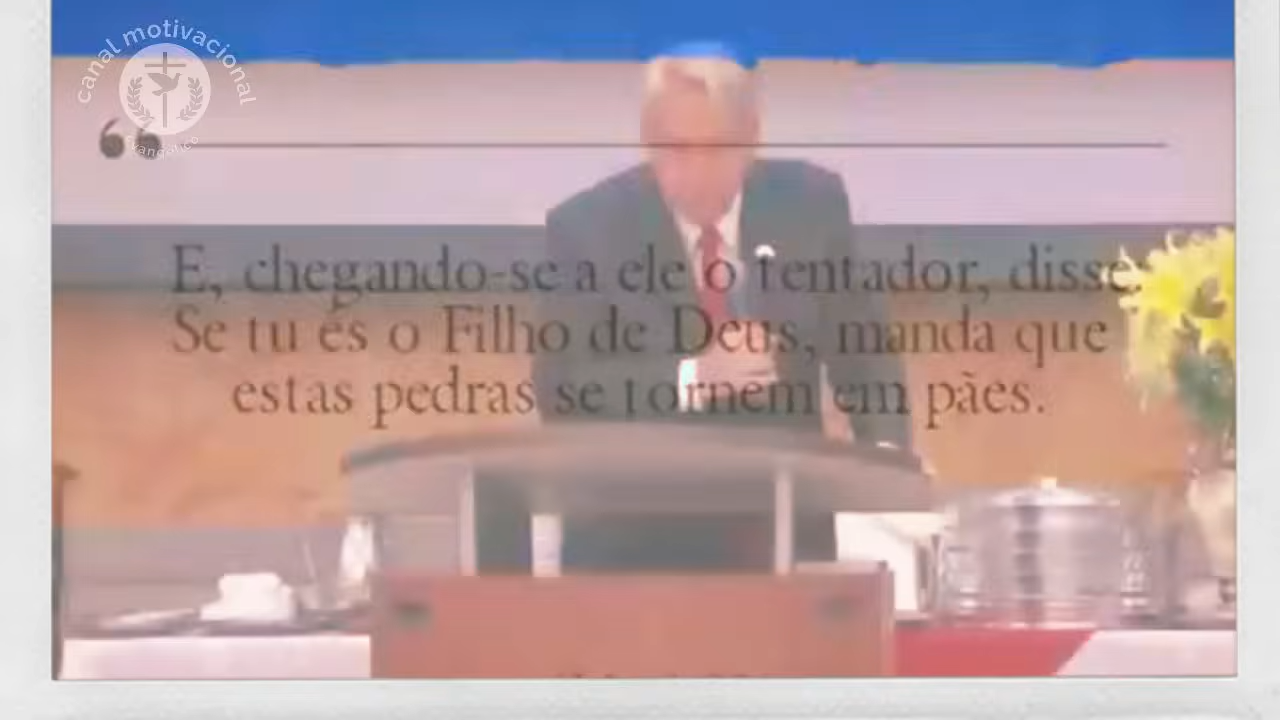 canal motivacional
evangélico
E, chegando-se a ele o tentador, disse:
Se tu és o Filho de Deus, manda que
estas pedras se tornem em pães.